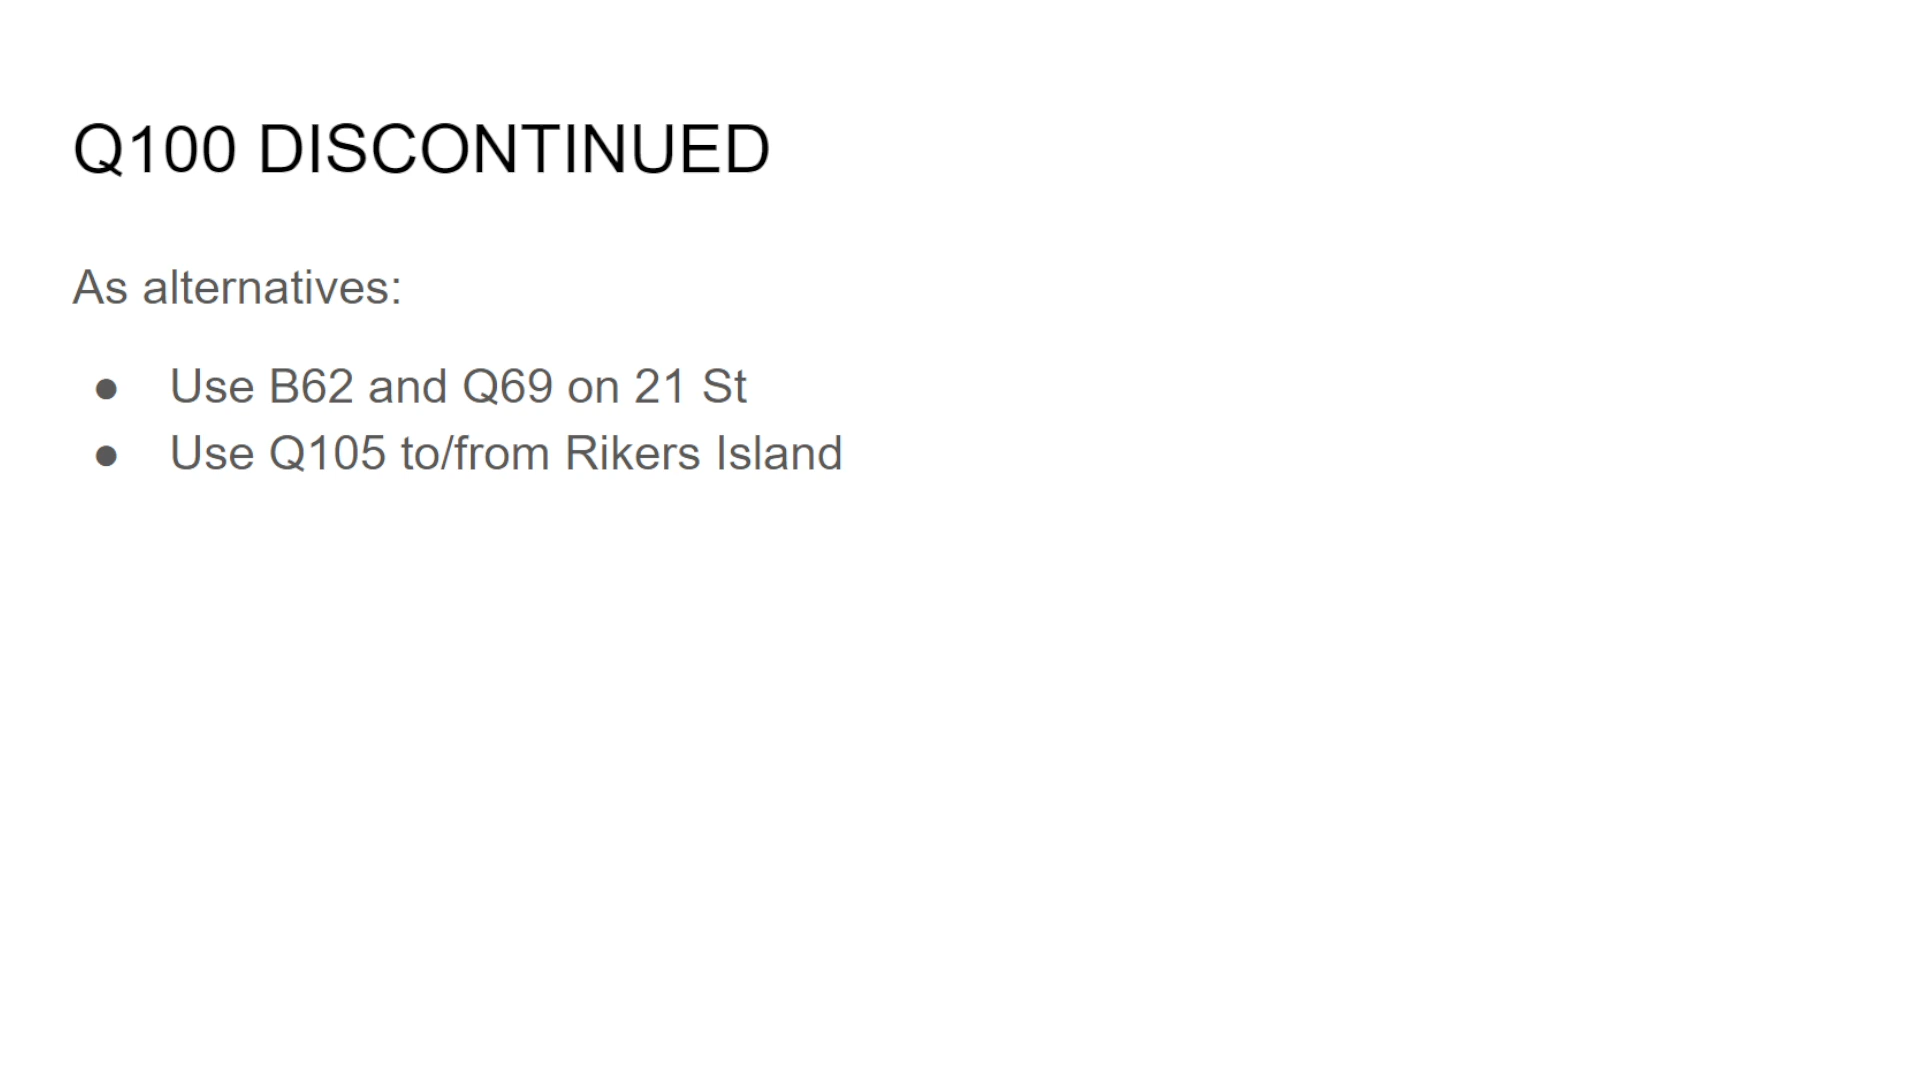 Q100 DISCONTINUED
As alternatives:
● Use B62 and Q69 on 21 St
● Use Q105 to/from Rikers Island